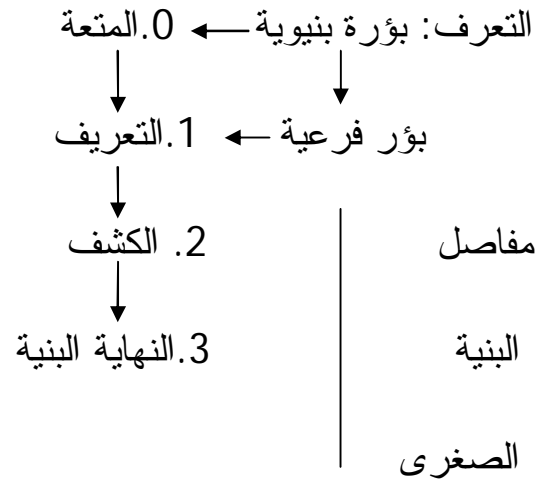 التعرف: بؤرة بنيوية 0.المتعة
بؤر فرعية 1.التعريف
مفاصل 2. الكشف
البنية 3.النهاية البنية
الصغرى